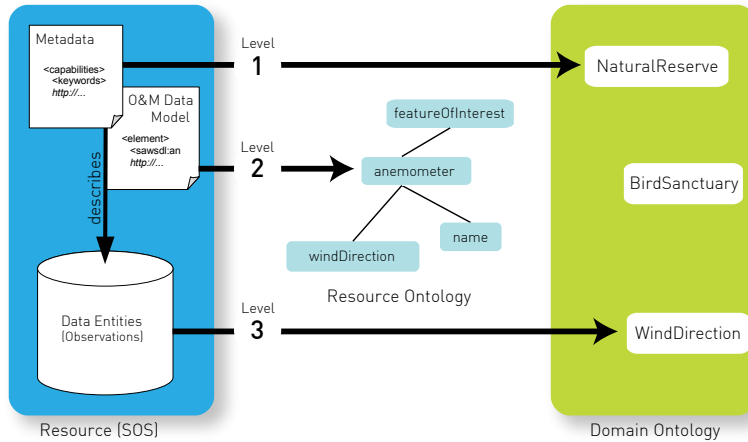 Metadata
<capabilities>
<keywords>
http://...
O&M Data
Model
<element>
<sawsdl:an
http://...
describes
Data Entities
(Observations)
Resource (SOS)
Level
1
Level
2
Level
3
featureOfInterest
anemometer
name
windDirection
Resource Ontology
NaturalReserve
BirdSanctuary
WindDirection
Domain Ontology